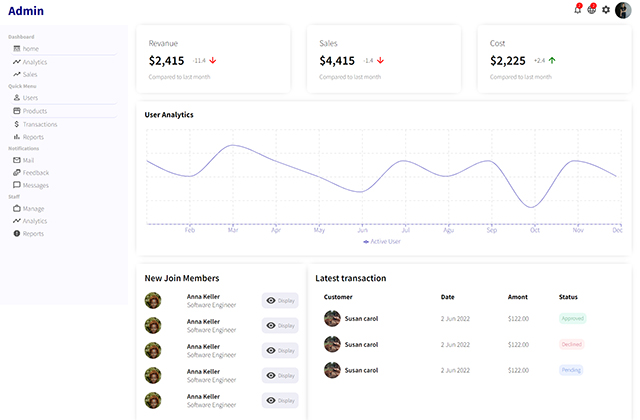 Admin
Dashboard
home
Analytics
Sales
Quick Menu
Users
Products
Transactions
Reports
Notifications
Mail
Feedback
Messages
Staff
Manage
Analytics
Reports
Revanue
$2,415 -11.4
Compared to last month
Sales
$4,415 -1.4
Compared to last month
Cost
$2,225 +2.4
Compared to last month
User Analytics
Feb Mar Apr May Jun Jul Agu Sep Oct Nov Dec
Active User
New Join Members
Anna Keller
Software Engineer
Display
Anna Keller
Software Engineer
Display
Anna Keller
Software Engineer
Display
Anna Keller
Software Engineer
Display
Anna Keller
Software Engineer
Display
Latest transaction
Customer Date Amont Status
Susan carol 2 Jun 2022 $122.00 Approved
Susan carol 2 Jun 2022 $122.00 Declined
Susan carol 2 Jun 2022 $122.00 Pending